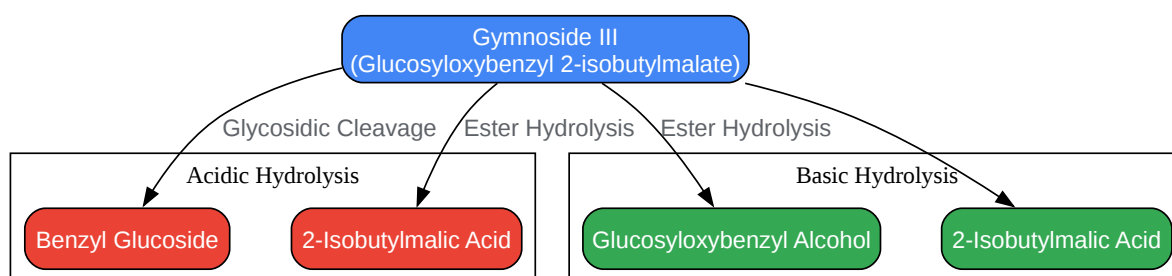 Gymnoside III
(Glucosyloxybenzyl 2-isobutylmalate)
Glycosidic Cleavage
Ester Hydrolysis
Ester Hydrolysis
Acidic Hydrolysis
Basic Hydrolysis
Benzyl Glucoside
2-Isobutylmalic Acid
Glucosyloxybenzyl Alcohol
2-Isobutylmalic Acid